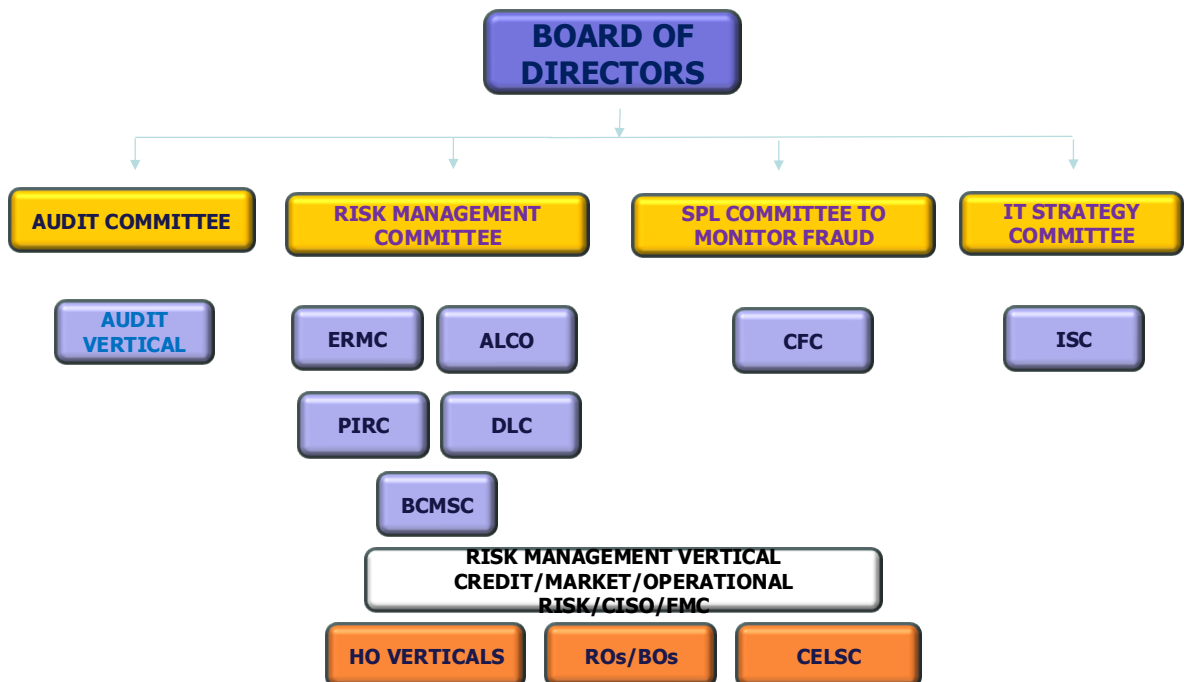 BOARD OF
DIRECTORS
AUDIT COMMITTEE
RISK MANAGEMENT
COMMITTEE
SPL COMMITTEE TO
MONITOR FRAUD
IT STRATEGY
COMMITTEE
AUDIT
VERTICAL
ERMC
ALCO
CFC
ISC
PIRC
DLC
BCMSC
RISK MANAGEMENT VERTICAL
CREDIT/MARKET/OPERATIONAL
RISK/CISO/FMC
HO VERTICALS
ROs/BOs
CELSC